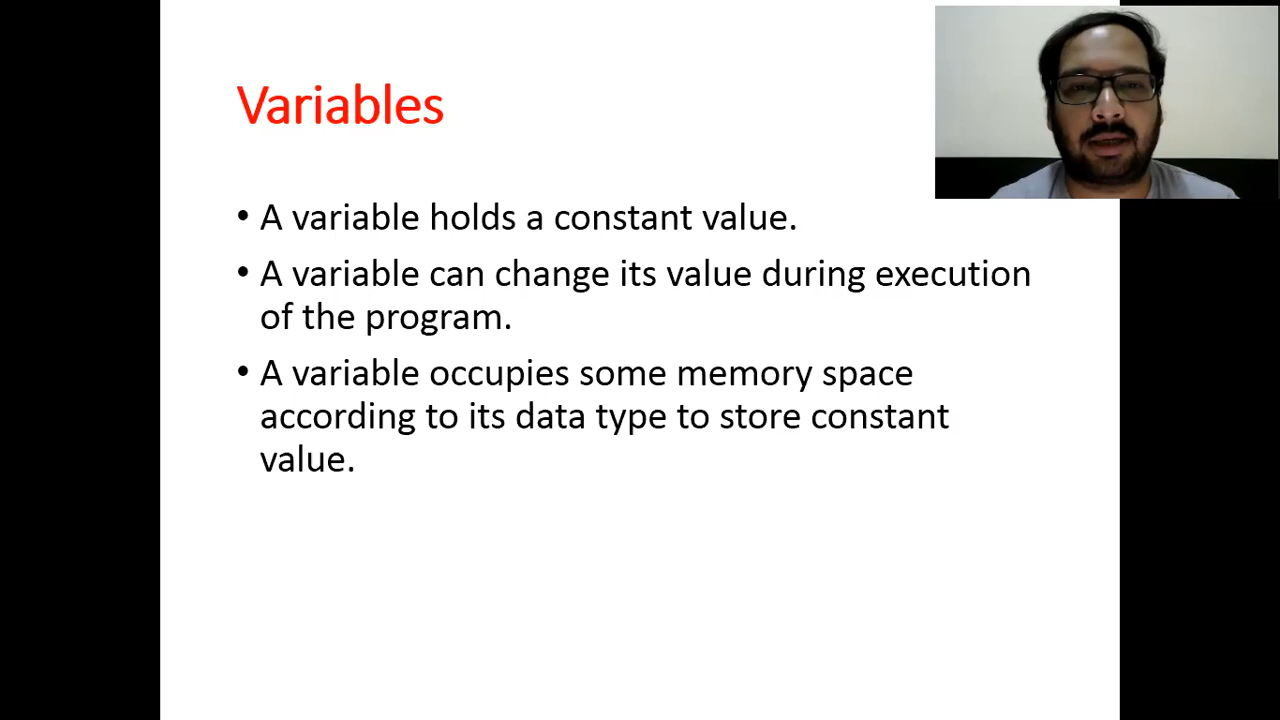 Variables
• A variable holds a constant value.
• A variable can change its value during execution
of the program.
• A variable occupies some memory space
according to its data type to store constant
value.